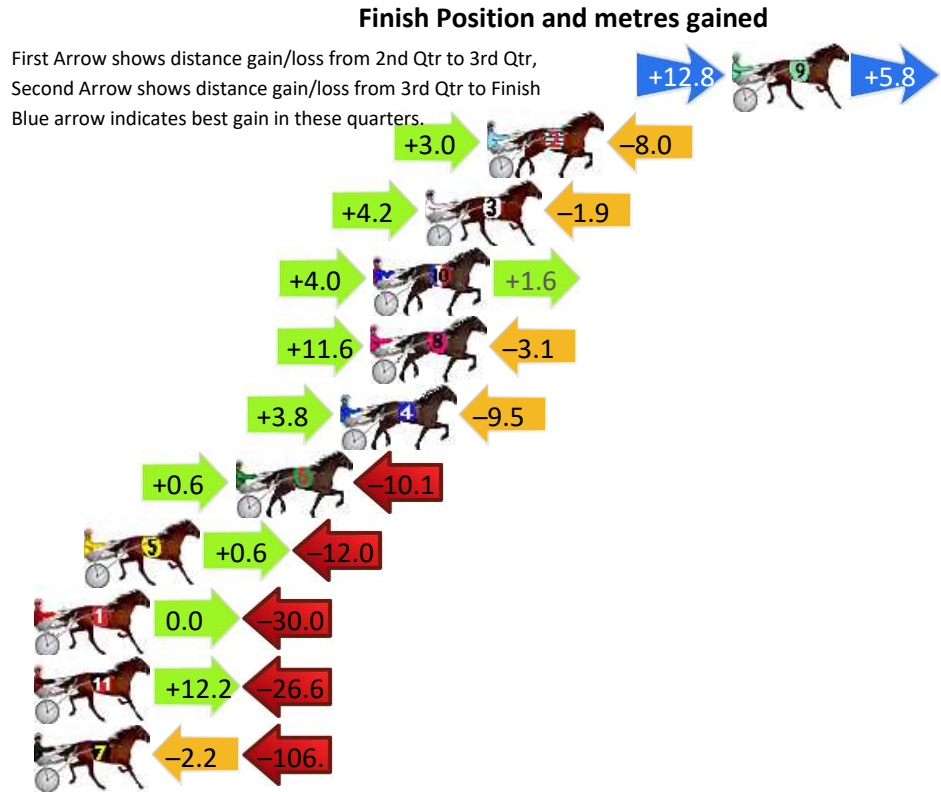 Finish Position and metres gained
First Arrow shows distance gain/loss from 2nd Qtr to 3rd Qtr,
Second Arrow shows distance gain/loss from 3rd Qtr to Finish
Blue arrow indicates best gain in these quarters.
+12.8 9 +5.8
+3.0 2 –8.0
+4.2 3 –1.9
+4.0 10 +1.6
+11.6 8 –3.1
+3.8 4 –9.5
+0.6 –10.1
5 +0.6 –12.0
1 0.0 –30.0
11 +12.2 –26.6
7 –2.2 –106.